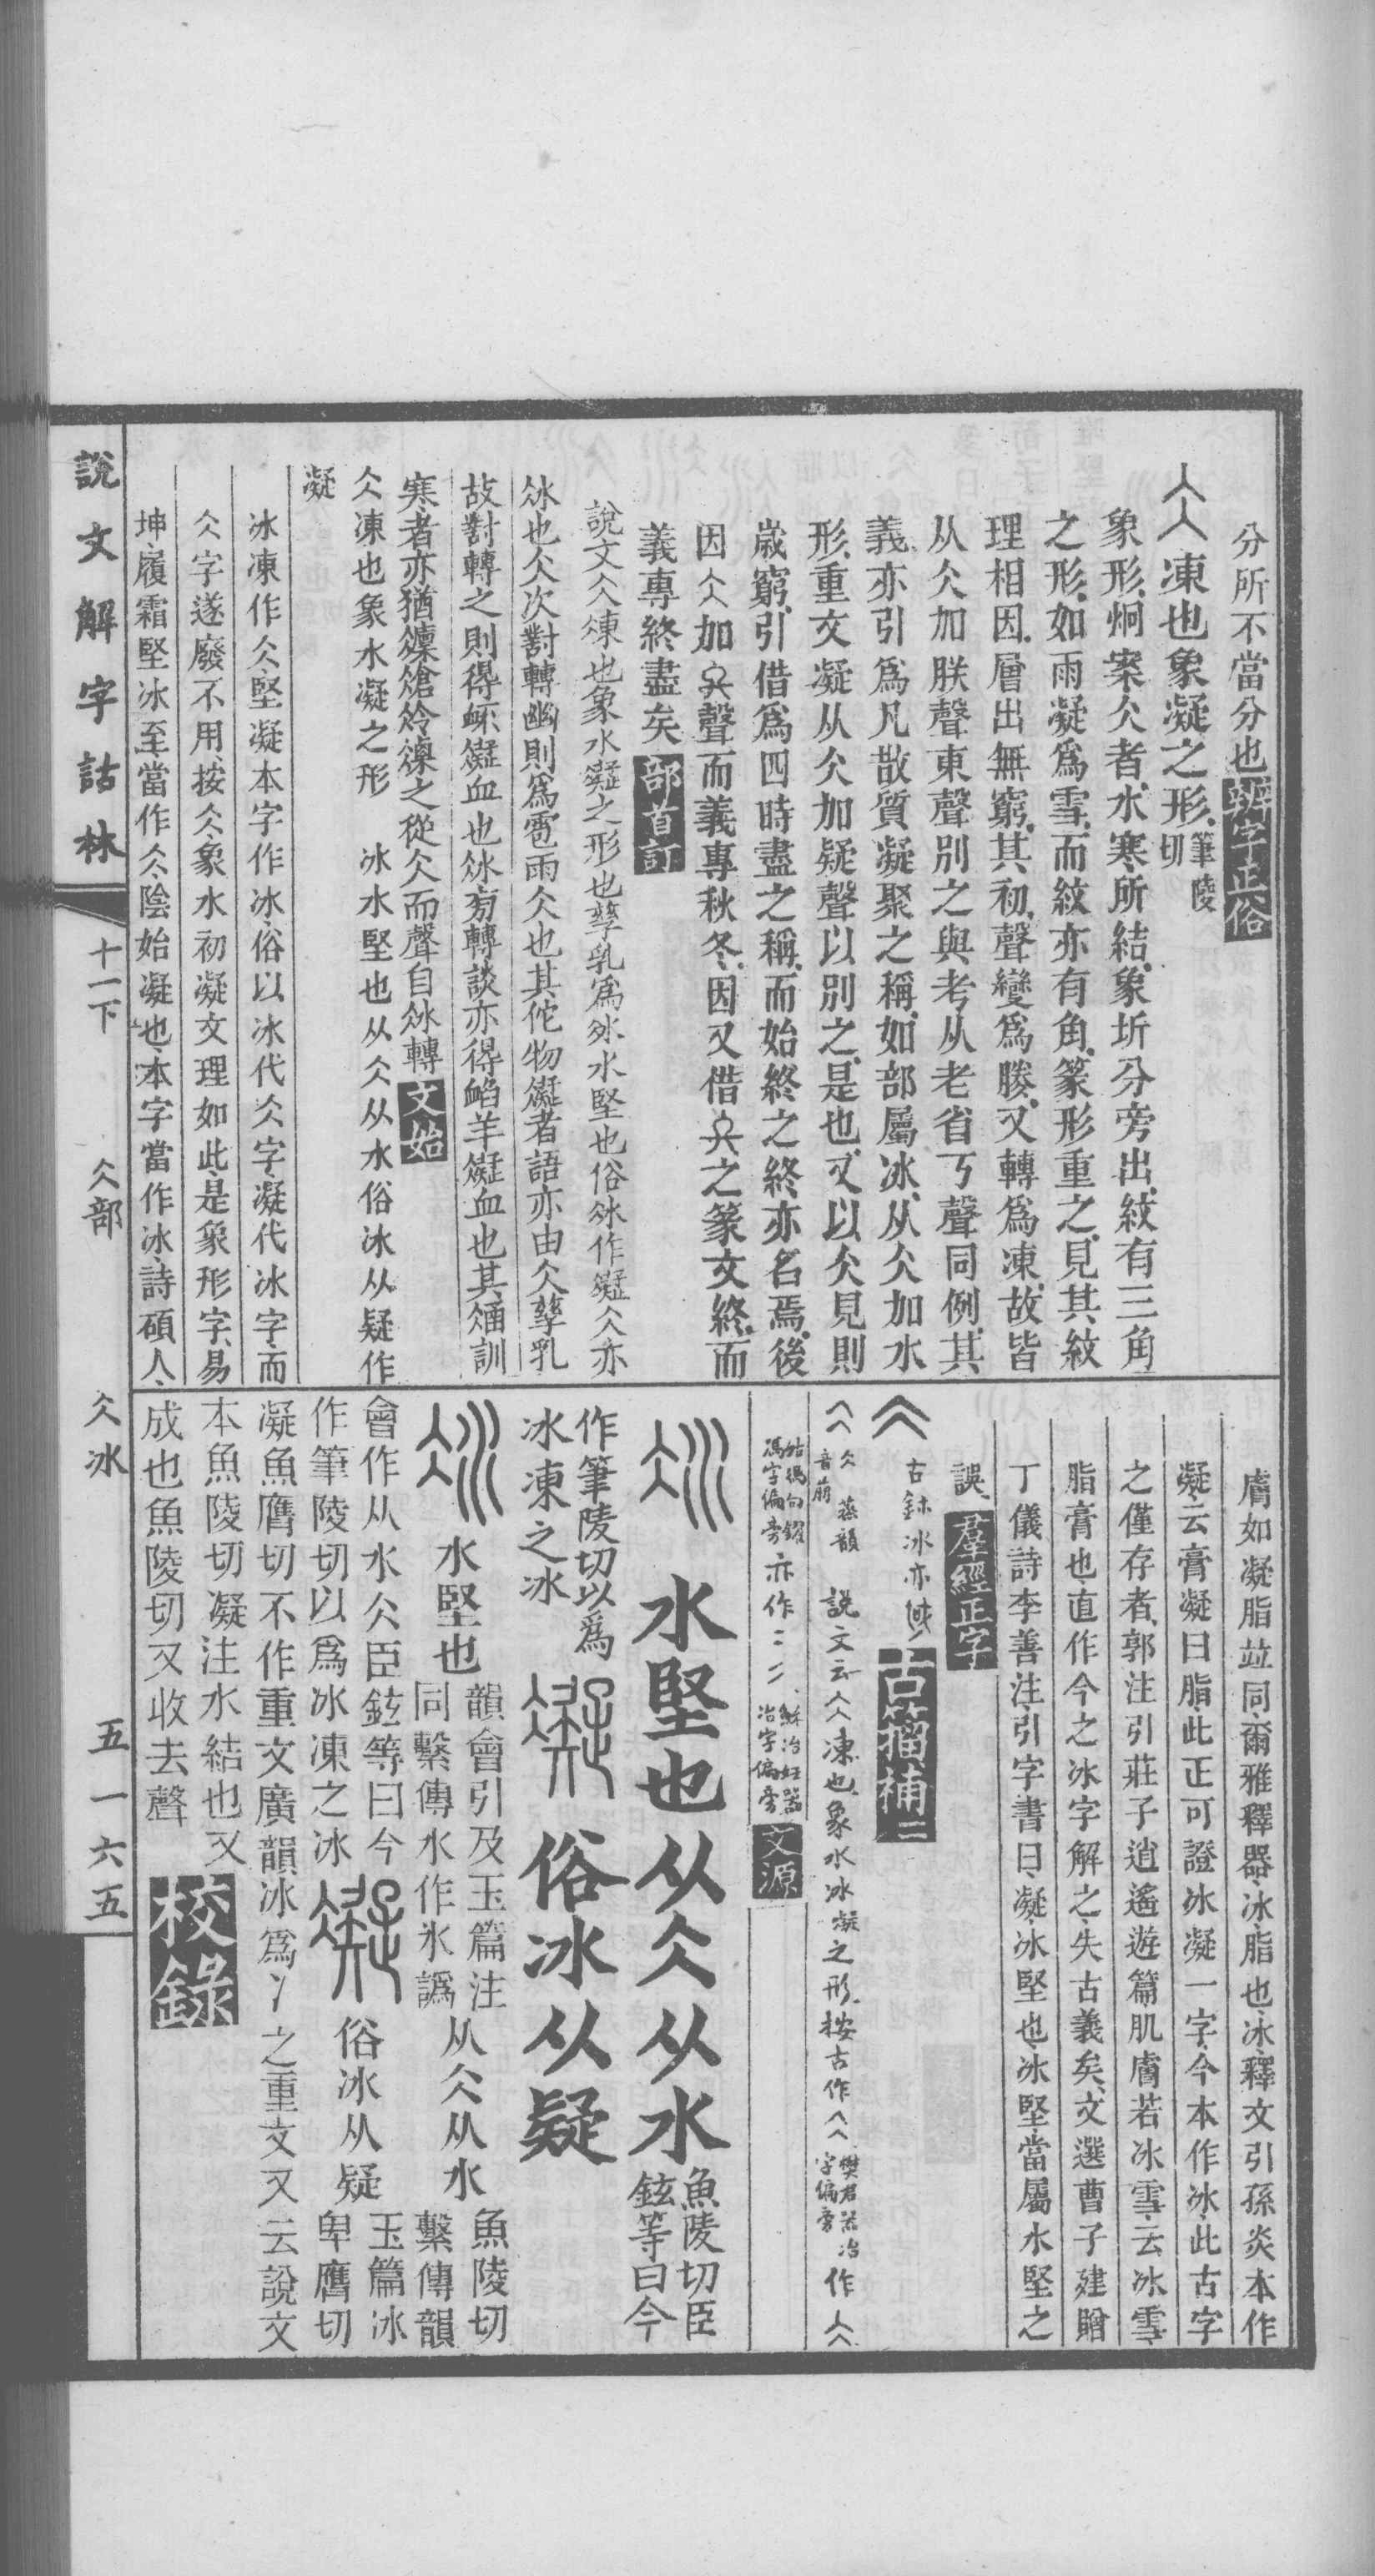 分所不當分也辨字正俗
仌凍也象凝之形筆陵切
象形炯案仌者水寒所結象坼分旁出紋有三角
之形如雨凝爲雪而紋亦有角篆形重之見其紋
理相因層出無窮其初聲變爲勝又轉爲凍故皆
从仌加朕聲東聲別之與考从老省丂聲同例其
義亦引爲凡散質凝聚之稱如部屬冰从仌加水
形重文凝从仌加疑聲以別之是也又以仌見則
歲窮引借爲四時盡之稱而始終之終亦名焉後
因仌加聲而義專秋冬因又借之篆文終而
義專終盡矣部首訂
說文仌凍也象水凝之形也孳乳爲冰水堅也俗冰作凝仌亦
冰也仌次對轉幽則爲雹雨仌也其佗物凝者語亦由仌孳乳
故對轉之則得衃凝血也冰旁轉談亦得䘓羊凝血也其訓
寒者亦猶凜滄冷澳之從仌而聲自冰轉文始
仌凍也象水凝之形　冰水堅也从仌从水俗冰从疑作
凝
冰凍作仌堅凝本字作冰俗以冰代仌字凝代冰字而
仌字遂廢不用按仌象水初凝文理如此是象形字易
坤履霜堅冰至當作仌陰始凝也本字當作冰詩碩人
膚如凝脂竝同爾雅釋器冰脂也冰釋文引孫炎本作
凝云膏凝曰脂此正可證冰凝一字今本作冰此古字
之僅存者郭注引莊子逍遙遊篇肌膚若冰雪云冰雪
脂膏也直作今之冰字解之失古義矣文選曹子建贈
丁儀詩李善注引字書曰凝冰堅也冰堅當屬水堅之
誤羣經正字
古鉢冰亦古籀補二
仌蒸韻音崩　說文云仌凍也象水冰凝之形按古作仌樊君冶字偏旁作仌
姑馮句鑃馮字偏旁亦作冶字偏旁文源
冰　水堅也从仌从水魚陵切臣鉉等曰今
作筆陵切以爲冰凍之冰凝俗冰从疑
冰水堅也韻會引及玉篇注同繫傳水作氷譌从仌从水魚陵切繫傳韻
會作从水仌臣鉉等曰今作筆陵切以爲冰凍之冰凝俗冰从疑玉篇冰卑膺切
凝魚膺切不作重文廣韻冰爲冫之重文又云說文
本魚陵切凝注水結也又
成也魚陵切又收去聲校錄
說文解字詁林　十一下　仌部　仌冰　五一六五